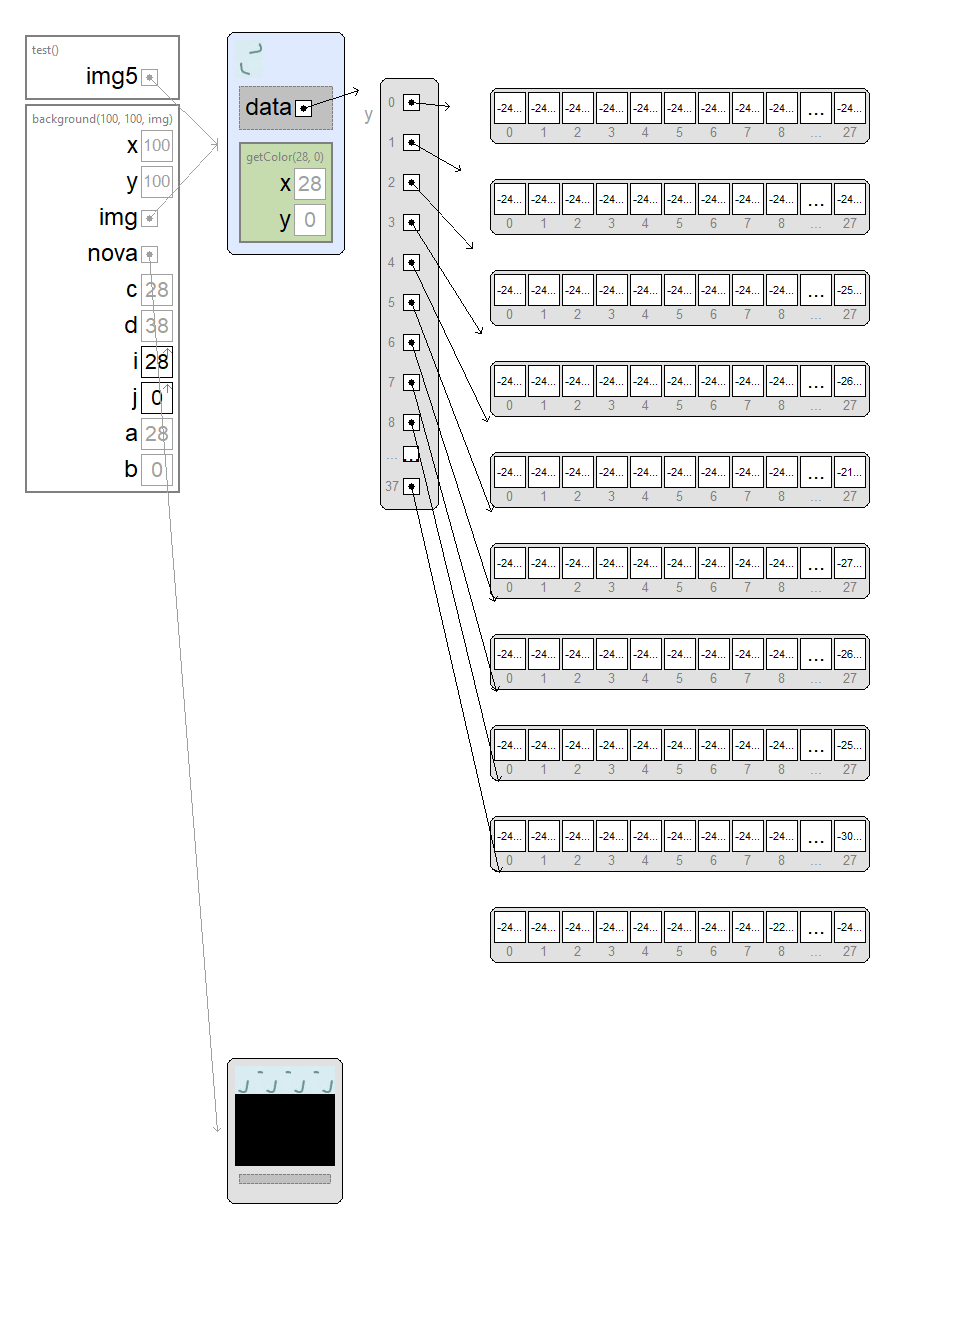 test()
img5
background(100, 100, img)
x 100
y 100
img
nova
c 28
d 38
i 28
j 0
a 28
b 0
data
getColor(28, 0)
x 28
y 0
y
0
1
2
3
4
5
6
7
8
... ...
37
-24... -24... -24... -24... -24... -24... -24... -24... -24... ... -24...
0 1 2 3 4 5 6 7 8 ... 27
-24... -24... -24... -24... -24... -24... -24... -24... -24... ... -24...
0 1 2 3 4 5 6 7 8 ... 27
-24... -24... -24... -24... -24... -24... -24... -24... -24... ... -25...
0 1 2 3 4 5 6 7 8 ... 27
-24... -24... -24... -24... -24... -24... -24... -24... -24... ... -26...
0 1 2 3 4 5 6 7 8 ... 27
-24... -24... -24... -24... -24... -24... -24... -24... -24... ... -21...
0 1 2 3 4 5 6 7 8 ... 27
-24... -24... -24... -24... -24... -24... -24... -24... -24... ... -27...
0 1 2 3 4 5 6 7 8 ... 27
-24... -24... -24... -24... -24... -24... -24... -24... -24... ... -26...
0 1 2 3 4 5 6 7 8 ... 27
-24... -24... -24... -24... -24... -24... -24... -24... -24... ... -25...
0 1 2 3 4 5 6 7 8 ... 27
-24... -24... -24... -24... -24... -24... -24... -24... -24... ... -30...
0 1 2 3 4 5 6 7 8 ... 27
-24... -24... -24... -24... -24... -24... -24... -24... -22... ... -24...
0 1 2 3 4 5 6 7 8 ... 27